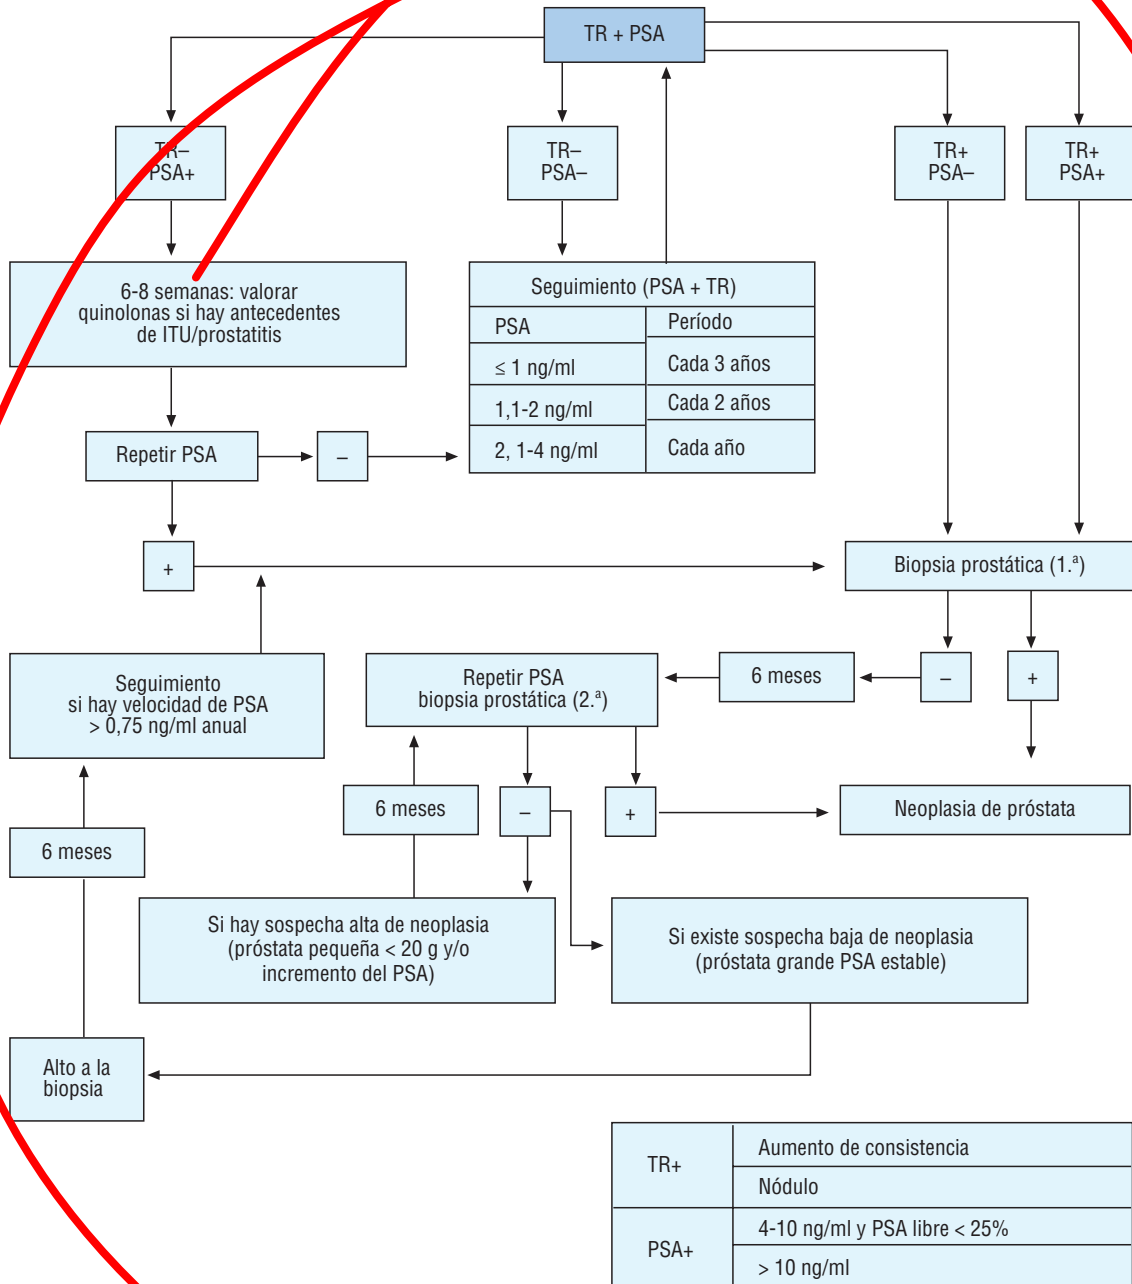 TR + PSA
TR–
PSA+
TR–
PSA–
TR+
PSA–
TR+
PSA+
6-8 semanas: valorar
quinolonas si hay antecedentes
de ITU/prostatitis
Seguimiento (PSA + TR)
PSA
Período
≤ 1 ng/ml
Cada 3 años
1,1-2 ng/ml
Cada 2 años
2, 1-4 ng/ml
Cada año
Repetir PSA
–
+
Biopsia prostática (1.ª)
Seguimiento
si hay velocidad de PSA
> 0,75 ng/ml anual
Repetir PSA
biopsia prostática (2.ª)
6 meses
–
+
6 meses
6 meses
–
+
Neoplasia de próstata
Si hay sospecha alta de neoplasia
(próstata pequeña < 20 g y/o
incremento del PSA)
Si existe sospecha baja de neoplasia
(próstata grande PSA estable)
Alto a la
biopsia
TR+
Aumento de consistencia
Nódulo
PSA+
4-10 ng/ml y PSA libre < 25%
> 10 ng/ml